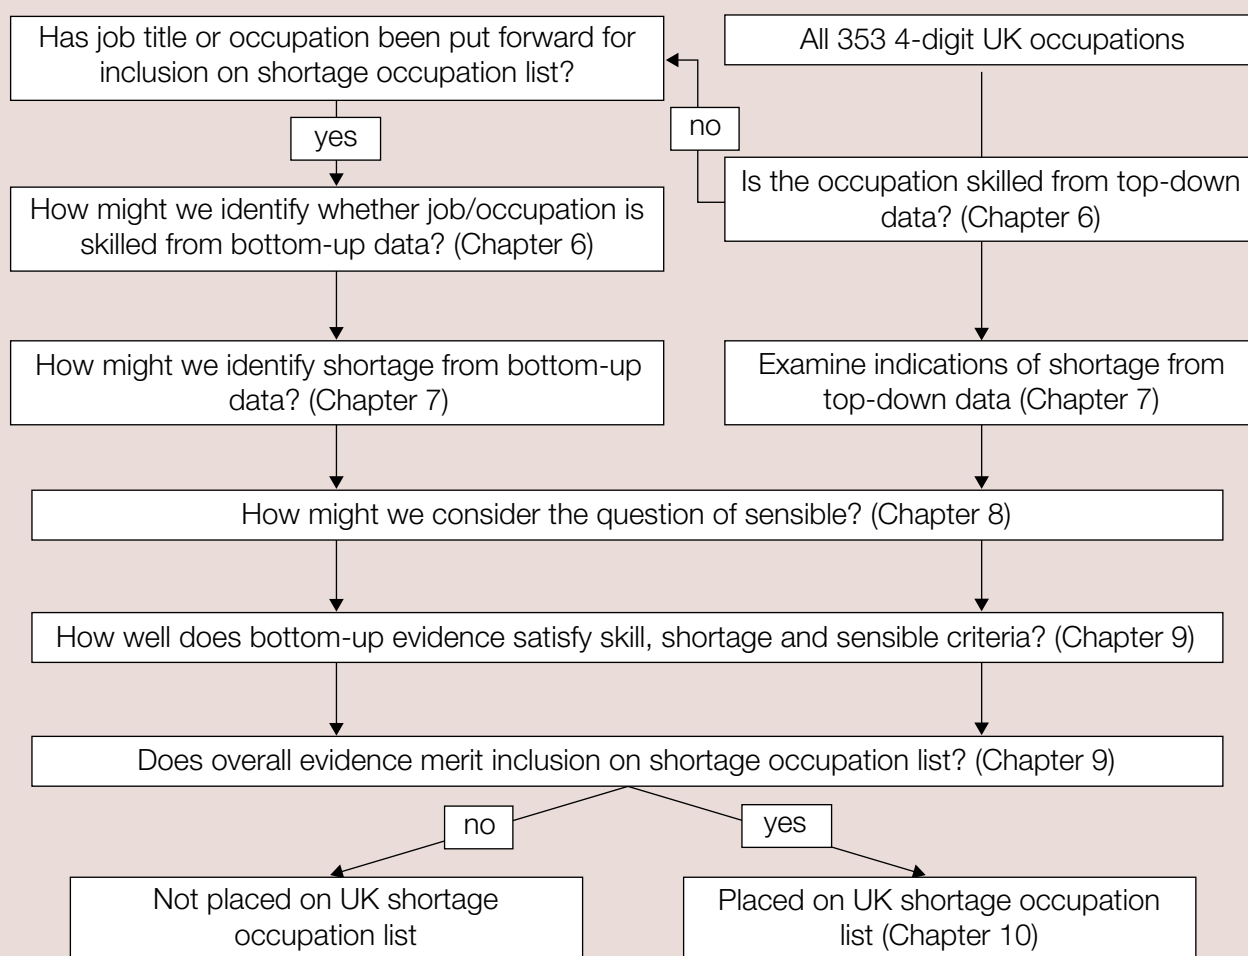 Has job title or occupation been put forward for
inclusion on shortage occupation list?
All 353 4-digit UK occupations
no
yes
Is the occupation skilled from top-down
data? (Chapter 6)
How might we identify whether job/occupation is
skilled from bottom-up data? (Chapter 6)
How might we identify shortage from bottom-up
data? (Chapter 7)
Examine indications of shortage from
top-down data (Chapter 7)
How might we consider the question of sensible? (Chapter 8)
How well does bottom-up evidence satisfy skill, shortage and sensible criteria? (Chapter 9)
Does overall evidence merit inclusion on shortage occupation list? (Chapter 9)
no
yes
Not placed on UK shortage
occupation list
Placed on UK shortage occupation
list (Chapter 10)